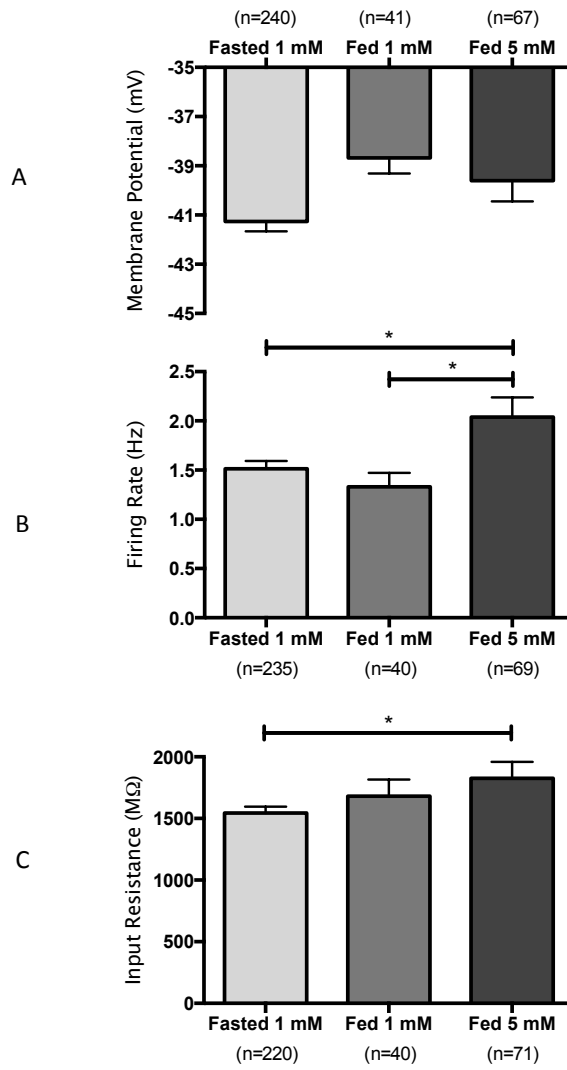 (n=240) (n=41) (n=67)
Fasted 1 mM Fed 1 mM Fed 5 mM
A
Membrane Potential (mV)
-35
-37
-39
-41
-43
-45
* 
*
B
Firing Rate (Hz)
2.5
2.0
1.5
1.0
0.5
0.0
Fasted 1 mM Fed 1 mM Fed 5 mM
(n=235) (n=40) (n=69)
*
C
Input Resistance (MΩ)
2000
1500
1000
500
0
Fasted 1 mM Fed 1 mM Fed 5 mM
(n=220) (n=40) (n=71)